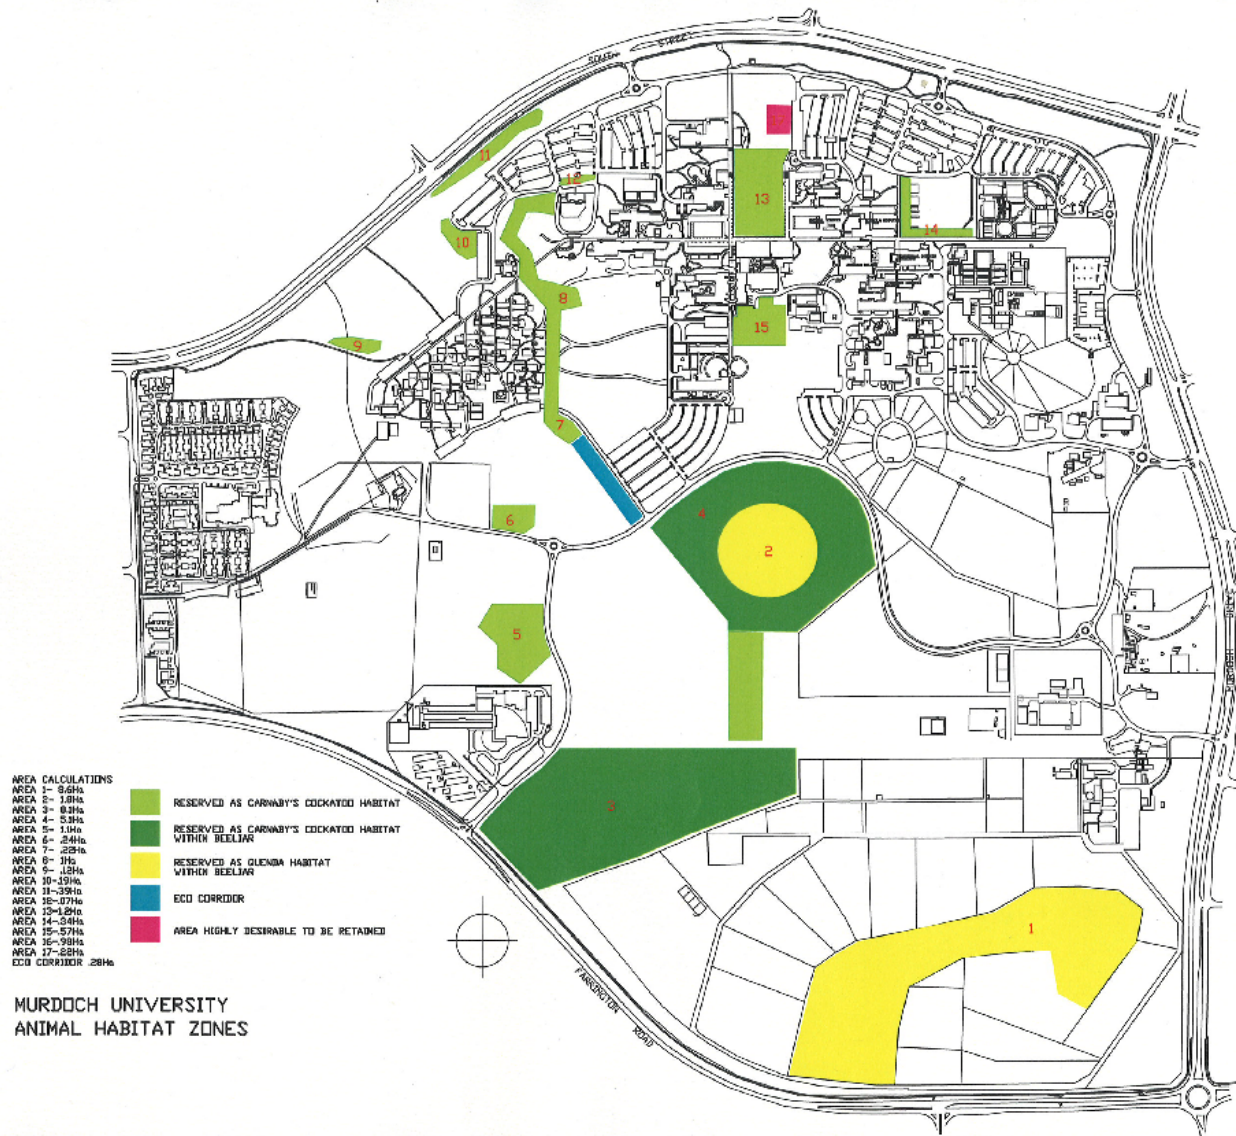 SOUTH STREET
11
12
13
14
10
8
15
9
7
6
4
2
5
3
1
AREA CALCULATIONS
AREA 1- 8.6Ha
AREA 2- 1.8Ha
AREA 3- 8.1Ha
AREA 4- 5.1Ha
AREA 5- 1.1Ha
AREA 6- .24Ha
AREA 7- .22Ha
AREA 8- 1Ha
AREA 9- .12Ha
AREA 10-.19Ha
AREA 11-.39Ha
AREA 12-.07Ha
AREA 13-1.2Ha
AREA 14-.34Ha
AREA 15-.57Ha
AREA 16-.98Ha
AREA 17-.22Ha
ECO CORRIDOR .28Ha
RESERVED AS CARNABY'S COCKATOO HABITAT
RESERVED AS CARNABY'S COCKATOO HABITAT
WITHIN BEELIAR
RESERVED AS QUENDA HABITAT
WITHIN BEELIAR
ECO CORRIDOR
AREA HIGHLY DESIRABLE TO BE RETAINED
FARRINGTON ROAD
MURDOCH UNIVERSITY
ANIMAL HABITAT ZONES